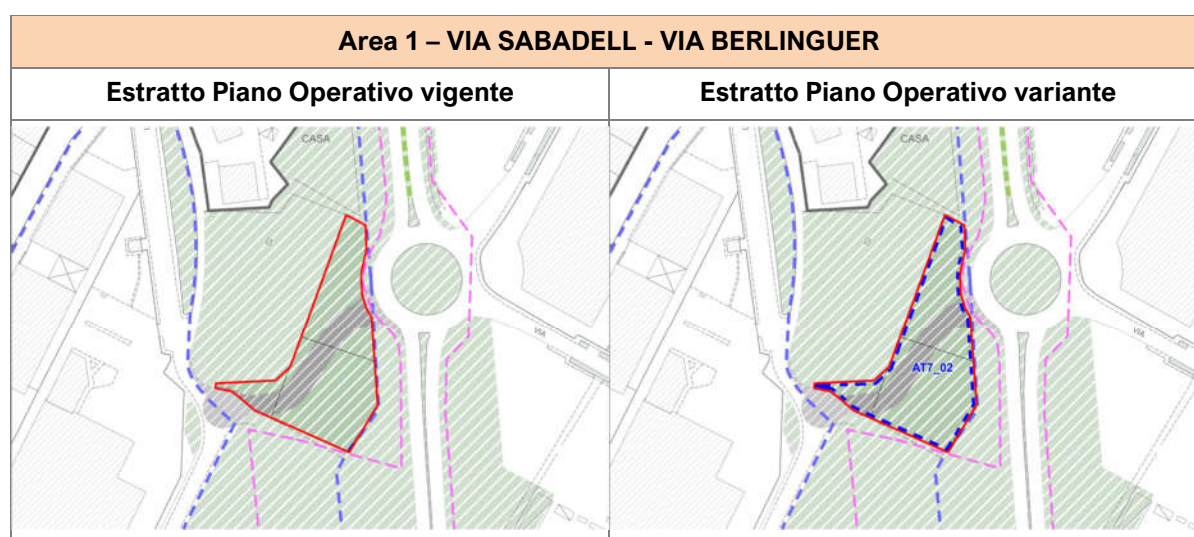 Area 1 – VIA SABADELL - VIA BERLINGUER
Estratto Piano Operativo vigente
Estratto Piano Operativo variante
CASA
VIA
CASA
VIA
AT7_02